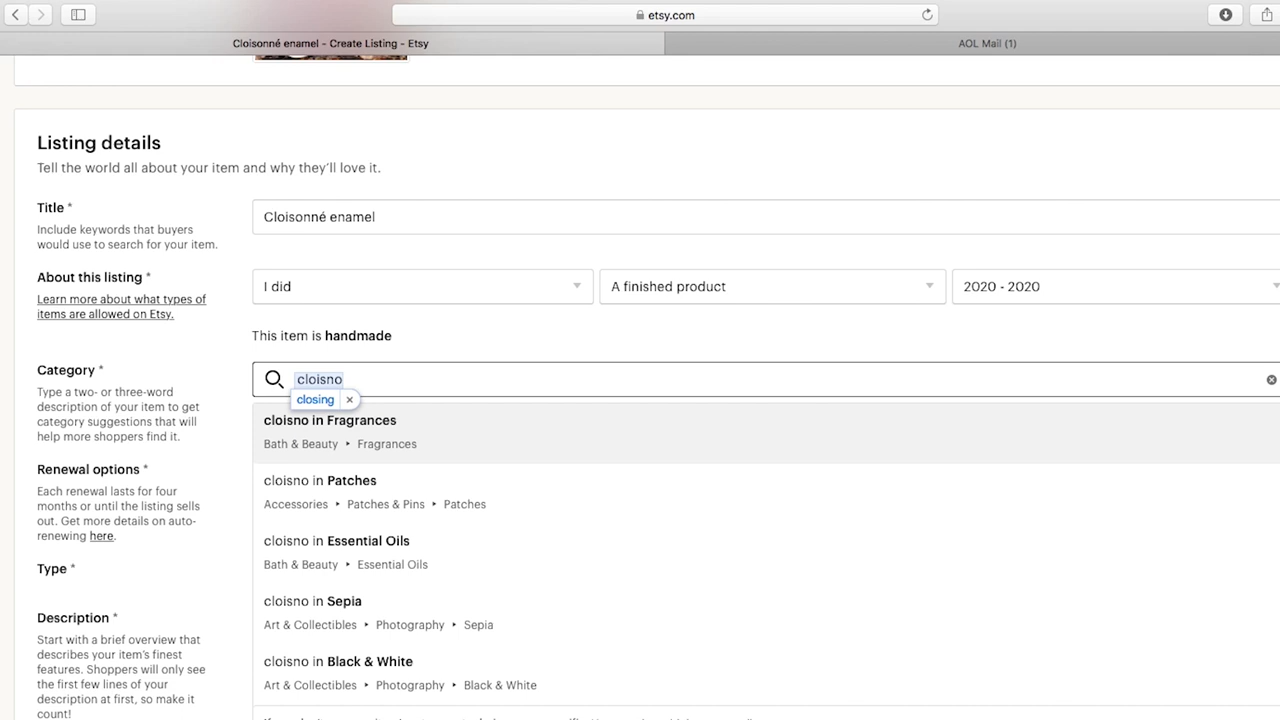 etsy.com
Cloisonné enamel - Create Listing - Etsy
AOL Mail (1)
Listing details
Tell the world all about your item and why they'll love it.
Title *
Include keywords that buyers
would use to search for your item.
Cloisonné enamel
About this listing *
Learn more about what types of
items are allowed on Etsy.
I did
A finished product
2020 - 2020
This item is handmade
Category *
Type a two- or three-word
description of your item to get
category suggestions that will
help more shoppers find it.
cloisno
closing ×
cloisno in Fragrances
Bath & Beauty ▸ Fragrances
cloisno in Patches
Accessories ▸ Patches & Pins ▸ Patches
cloisno in Essential Oils
Bath & Beauty ▸ Essential Oils
cloisno in Sepia
Art & Collectibles ▸ Photography ▸ Sepia
cloisno in Black & White
Art & Collectibles ▸ Photography ▸ Black & White
Renewal options *
Each renewal lasts for four
months or until the listing sells
out. Get more details on auto-
renewing here.
Type *
Description *
Start with a brief overview that
describes your item's finest
features. Shoppers will only see
the first few lines of your
description at first, so make it
count!